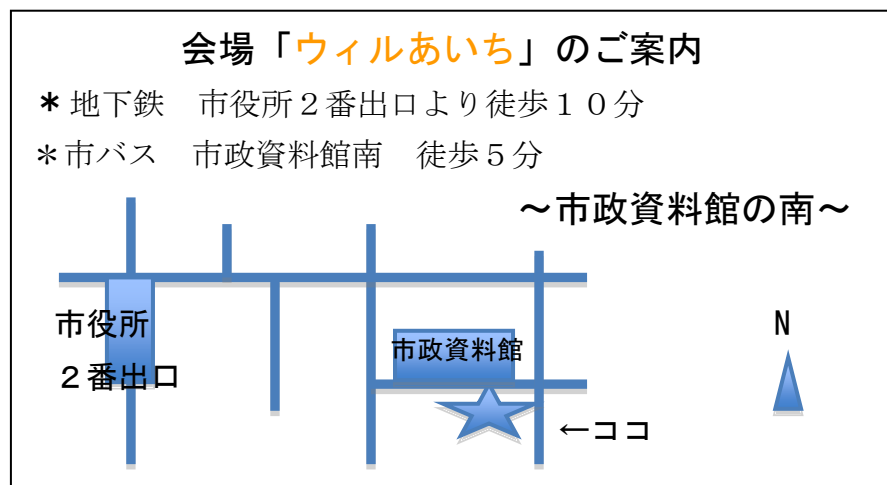 会場「ウィルあいち」のご案内
＊地下鉄　市役所２番出口より徒歩１０分
＊市バス　市政資料館南　徒歩５分
～市政資料館の南～
市役所
２番出口
市政資料館
N
←ココ